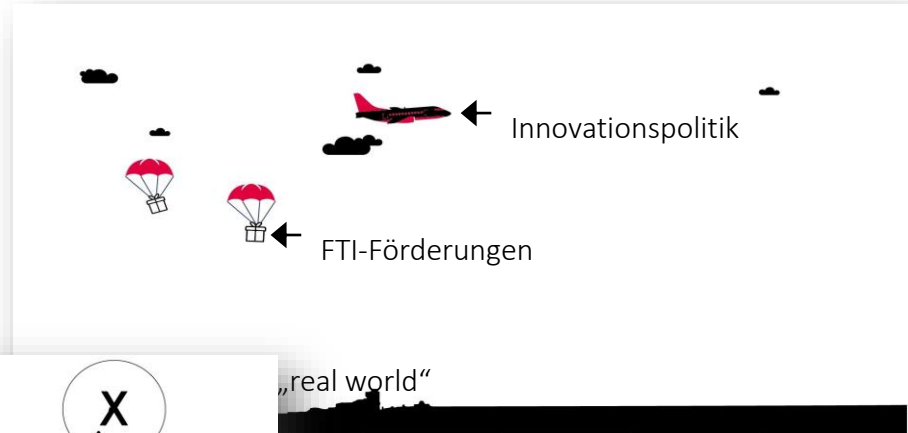 Innovationspolitik
FTI-Förderungen
„real world“
X